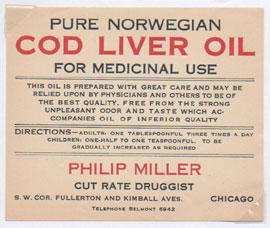 PURE NORWEGIAN
COD LIVER OIL
FOR MEDICINAL USE
THIS OIL IS PREPARED WITH GREAT CARE AND MAY BE
RELIED UPON BY PHYSICIANS AND OTHERS TO BE OF
THE BEST QUALITY, FREE FROM THE STRONG
UNPLEASANT ODOR AND TASTE WHICH AC-
COMPANIES OIL OF INFERIOR QUALITY
DIRECTIONS—ADULTS: ONE TABLESPOONFUL THREE TIMES A DAY
CHILDREN: ONE-HALF TO ONE TEASPOONFUL, TO BE
GRADUALLY INCREASED AS REQUIRED
PHILIP MILLER
CUT RATE DRUGGIST
S. W. COR. FULLERTON AND KIMBALL AVES. CHICAGO
TELEPHONE BELMONT 6942